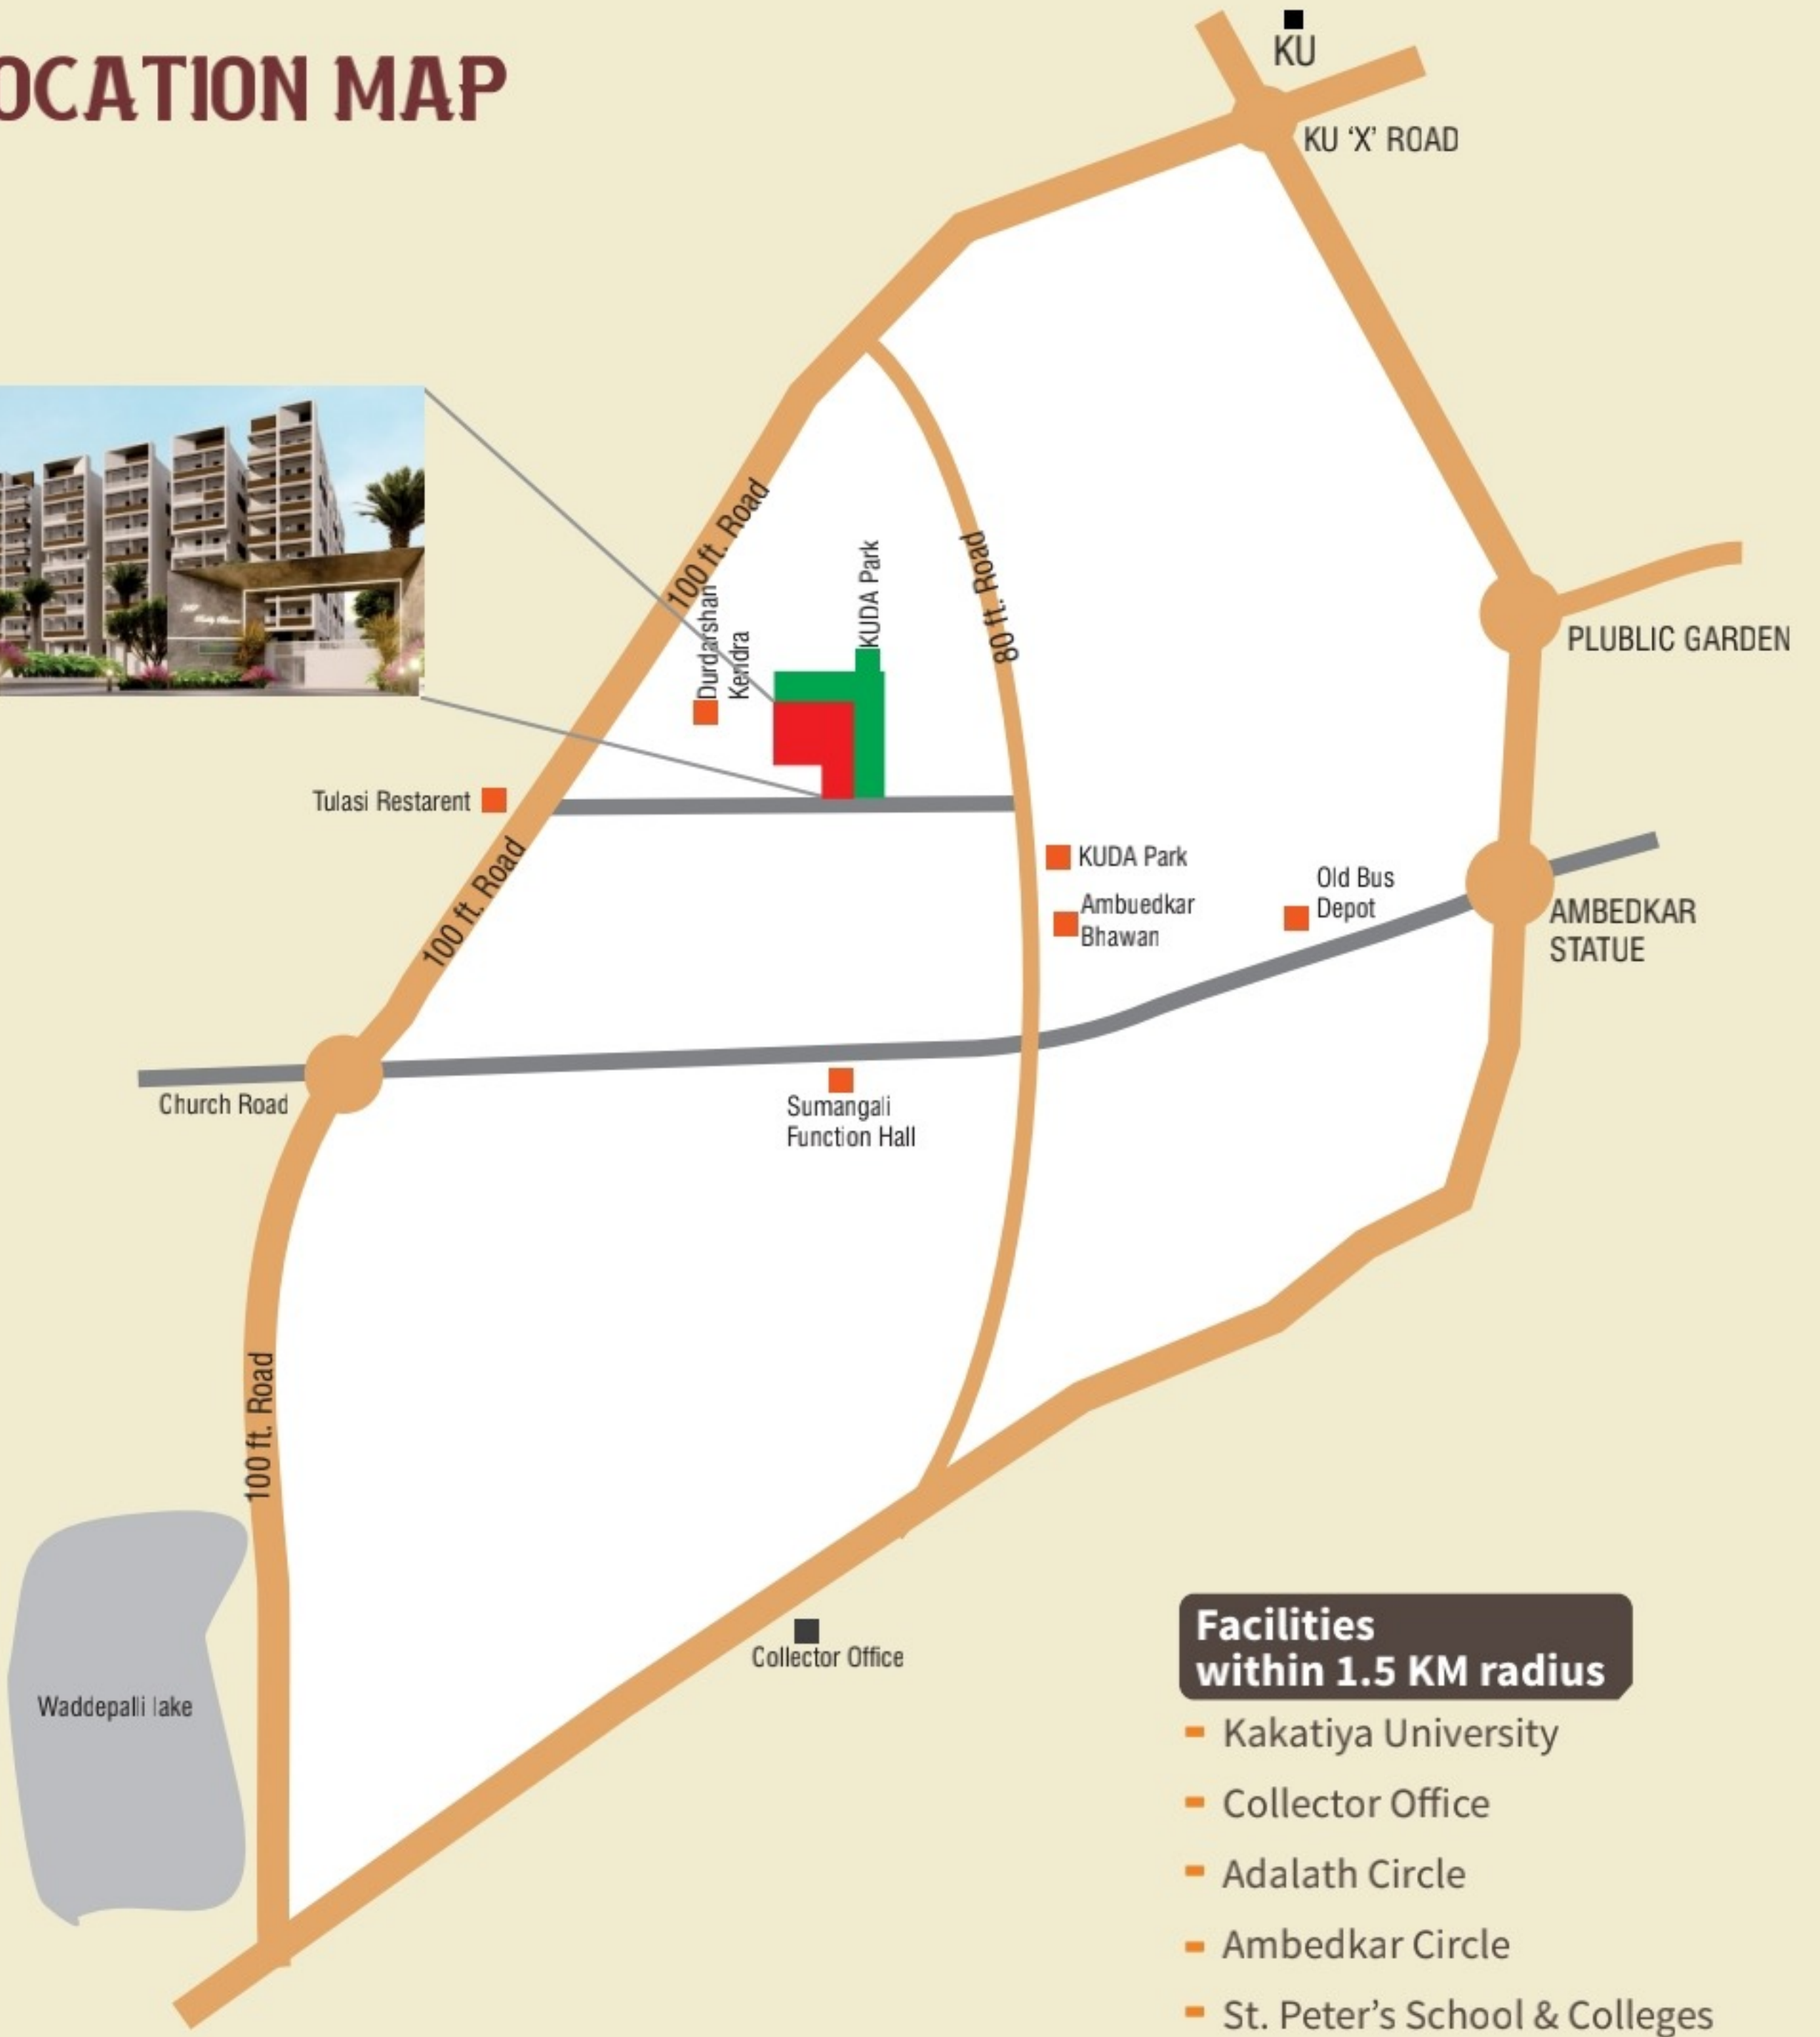 OCATION MAP
KU
KU 'X' ROAD
100 ft. Road
80 ft. Road
KUDA Park
Durdarshan
Kendra
PLUBLIC GARDEN
Tulasi Restarent
100 ft. Road
KUDA Park
Ambuedkar
Bhawan
Old Bus
Depot
AMBEDKAR
STATUE
Church Road
Sumangali
Function Hall
100 ft. Road
Waddepalli lake
Collector Office
Facilities
within 1.5 KM radius
Kakatiya University
Collector Office
Adalath Circle
Ambedkar Circle
St. Peter's School & Colleges